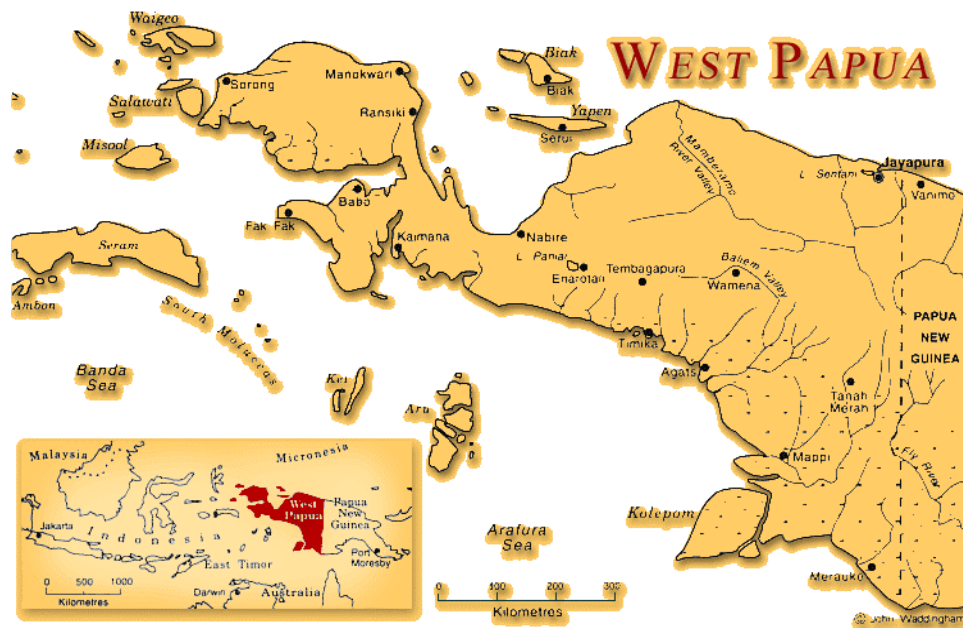 WEST PAPUA
Waigeo
Biak
Sorong
Manokwari
Biak
Salawati
Ransiki
Yapen
Serui
Misool
Mamberamo
River Valley
L. Sentani
Jayapura
Vanimo
Babo
Fak Fak
Kaimana
Nabire
Seram
L. Paniai
Enarotali
Tembagapura
Baliem Valley
Wamena
Ambon
South Moluccas
PAPUA
NEW
GUINEA
Timika
Banda
Sea
Kei
Aru
Agats
Tanah
Merah
Mappi
Fly River
Kolepom
Arafura
Sea
Merauke
0 100 200 300
Kilometres
© John Waddingham
Malaysia
Micronesia
West
Papua
Papua
New
Guinea
Jakarta
Indonesia
Port
Moresby
East Timor
0 500 1000
Kilometres
Darwin
Australia